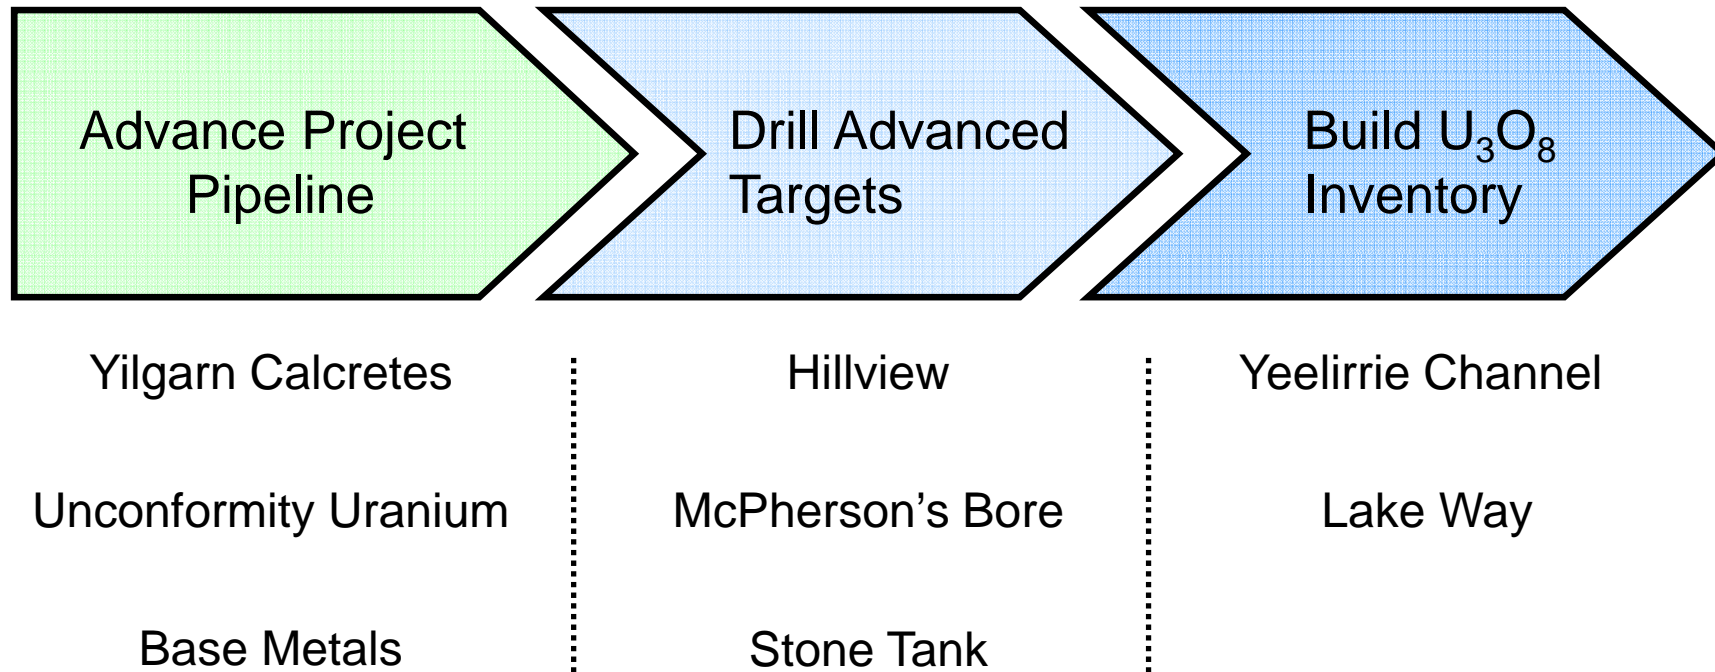 Advance Project
Pipeline
Drill Advanced
Targets
Build U₃O₈
Inventory
Yilgarn Calcretes
Hillview
Yeelirrie Channel
Unconformity Uranium
McPherson’s Bore
Lake Way
Base Metals
Stone Tank